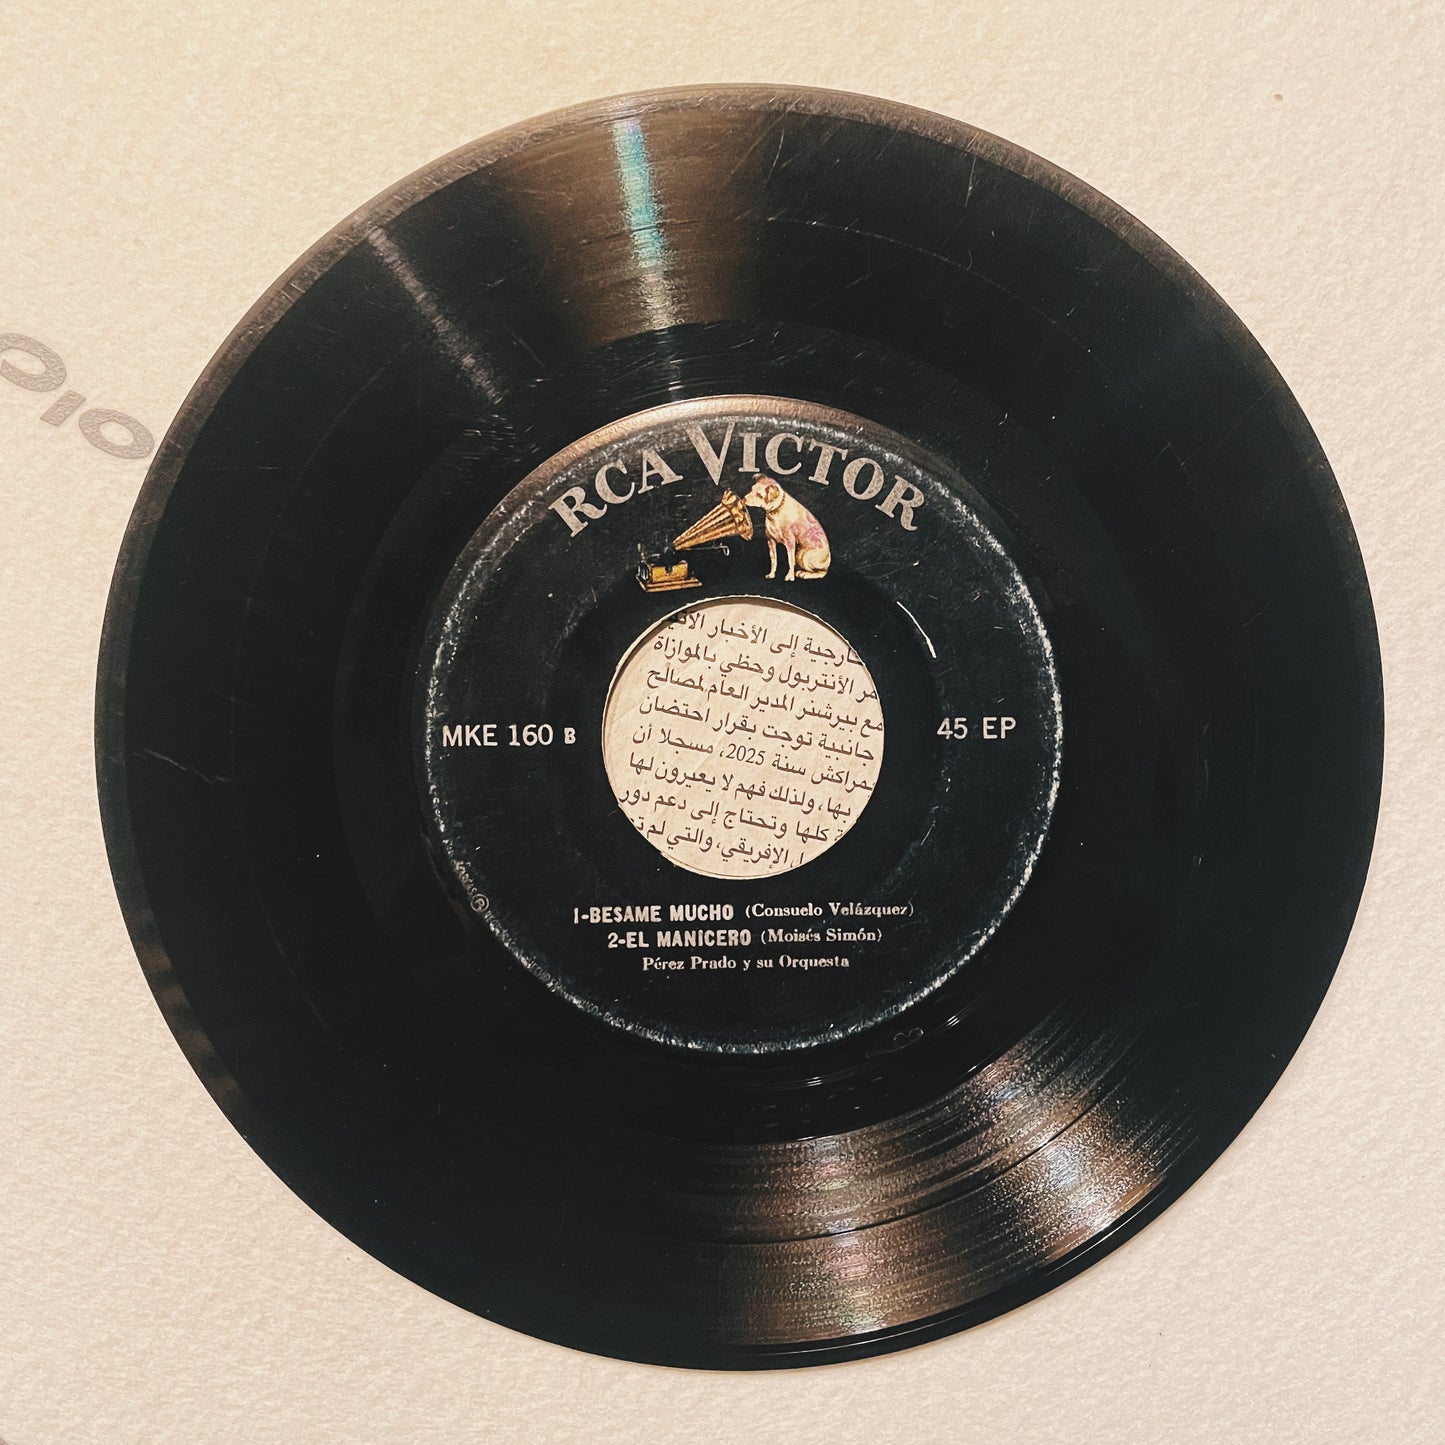 RCA VICTOR
MKE 160 B
45 EP
إلى الأخبار
الأنتربول وحظي بالموازاة
مع بيرشنر المدير العام لمصالح
جانبية توجت بقرار احتضان
مراكش سنة 2025، مسجلا أن
بها، ولذلك فهم لا يعيرون لها
كلها وتحتاج إلى دعم دور
الإفريقي، والتي لم
1-BESAME MUCHO (Consuelo Velázquez)
2-EL MANICERO (Moisés Simón)
Pérez Prado y su Orquesta